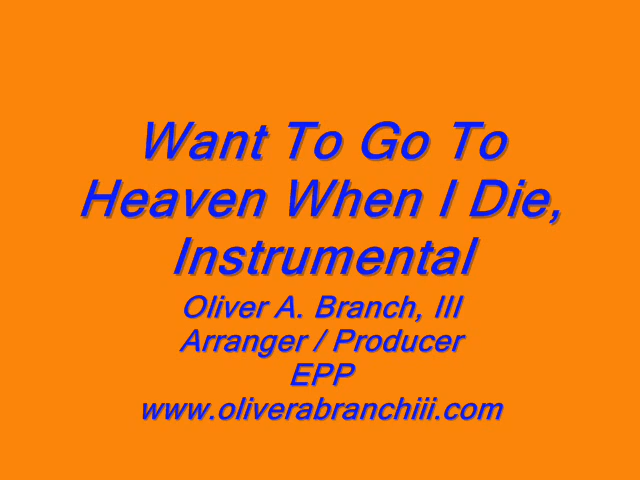 Want To Go To
Heaven When I Die,
Instrumental
Oliver A. Branch, III
Arranger / Producer
EPP
www.oliverabranchiii.com